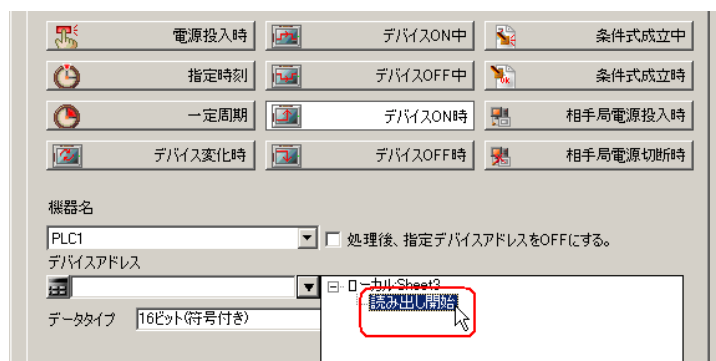 電源投入時 デバイスON中 条件式成立中
指定時刻 デバイスOFF中 条件式成立時
一定周期 デバイスON時 相手局電源投入時
デバイス変化時 デバイスOFF時 相手局電源切断時
機器名
PLC1 処理後、指定デバイスアドレスをOFFにする。
デバイスアドレス
ローカル:Sheet3
読み出し開始
データタイプ 16ビット(符号付き)